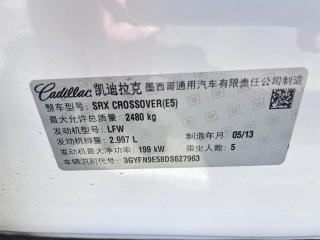 Cadillac 凯迪拉克 墨西哥通用汽车有限公司制造
整车型号: SRX CROSSOVER(E5)
最大允许总质量: 2480 kg
发动机型号: LFW
发动机排量: 2.997 L 制造年月 05/13
发动机最大净功率 199 kW 乘坐人数 5
车辆识别代号 3GYFN9E58DS627963